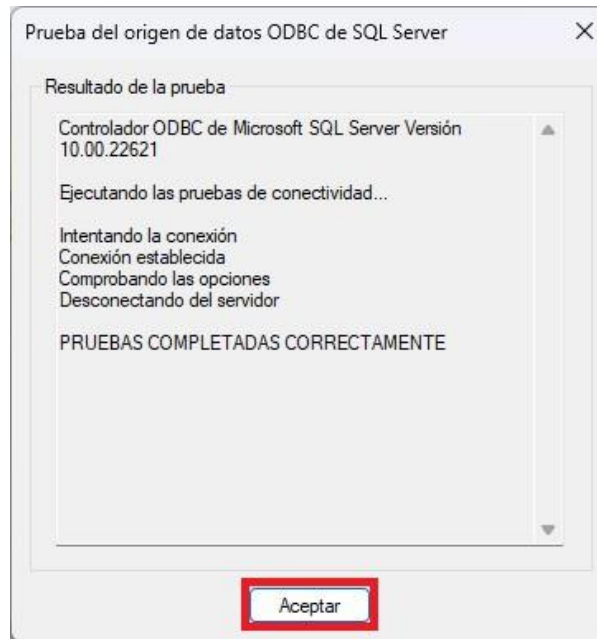 Prueba del origen de datos ODBC de SQL Server
Resultado de la prueba
Controlador ODBC de Microsoft SQL Server Versión
10.00.22621
Ejecutando las pruebas de conectividad...
Intentando la conexión
Conexión establecida
Comprobando las opciones
Desconectando del servidor
PRUEBAS COMPLETADAS CORRECTAMENTE
Aceptar